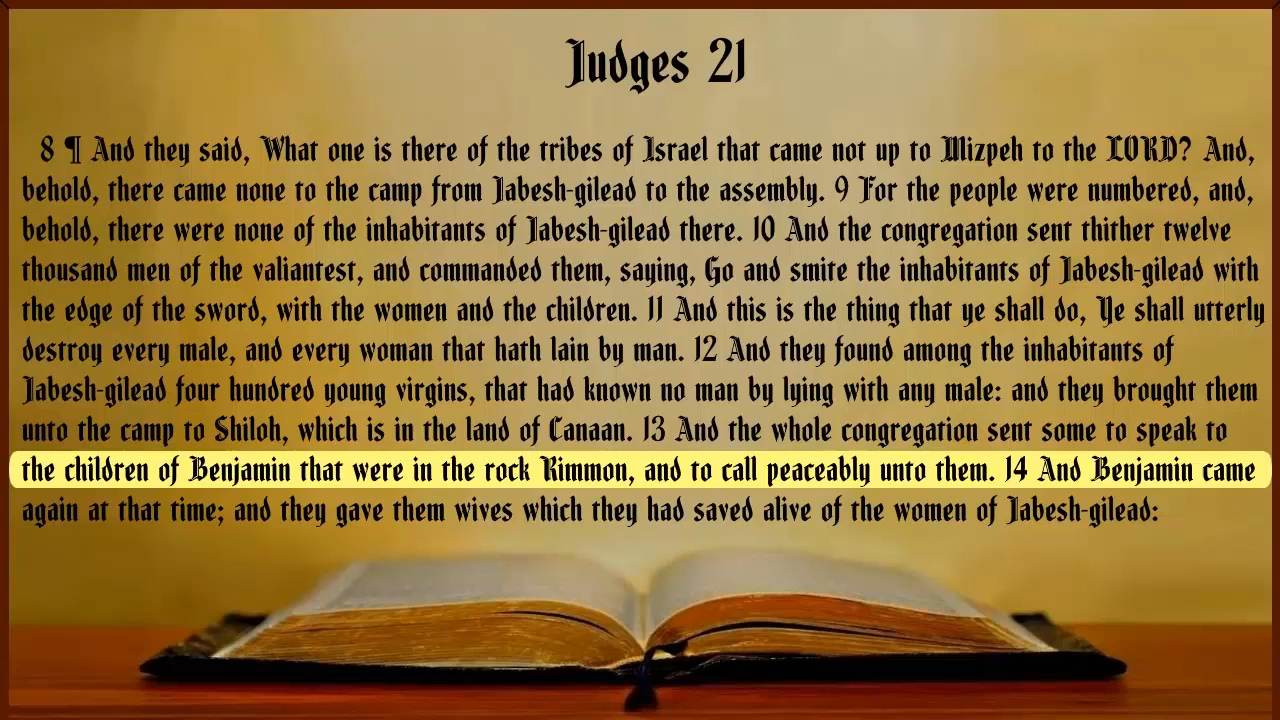 Judges 21
8 ¶ And they said, What one is there of the tribes of Israel that came not up to Mizpeh to the LORD? And,
behold, there came none to the camp from Jabesh-gilead to the assembly. 9 For the people were numbered, and,
behold, there were none of the inhabitants of Jabesh-gilead there. 10 And the congregation sent thither twelve
thousand men of the valiantest, and commanded them, saying, Go and smite the inhabitants of Jabesh-gilead with
the edge of the sword, with the women and the children. 11 And this is the thing that ye shall do, Ye shall utterly
destroy every male, and every woman that hath lain by man. 12 And they found among the inhabitants of
Jabesh-gilead four hundred young virgins, that had known no man by lying with any male: and they brought them
unto the camp to Shiloh, which is in the land of Canaan. 13 And the whole congregation sent some to speak to
the children of Benjamin that were in the rock Rimmon, and to call peaceably unto them. 14 And Benjamin came
again at that time; and they gave them wives which they had saved alive of the women of Jabesh-gilead: